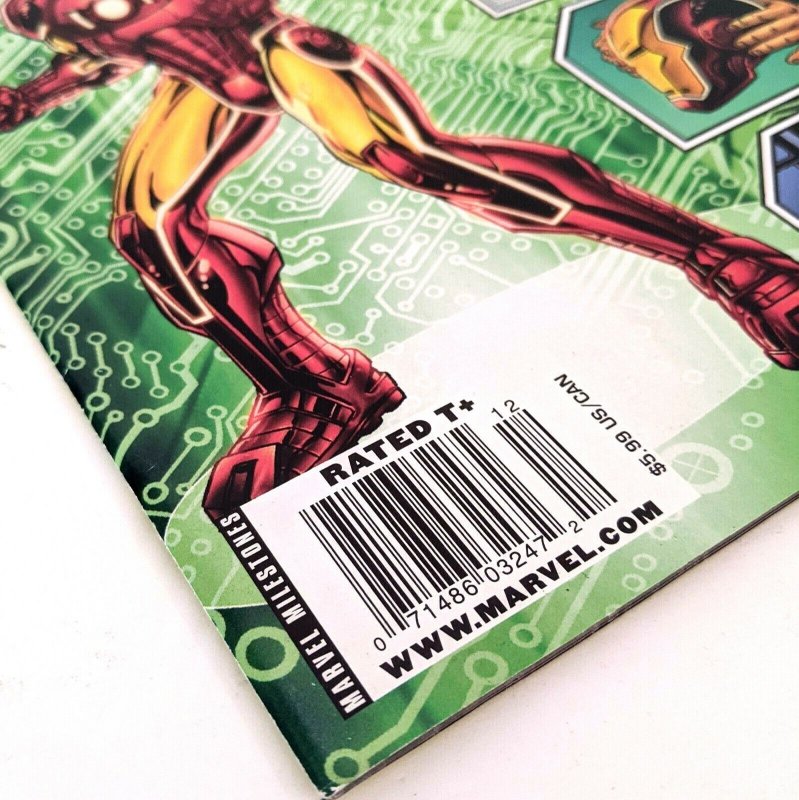 RATED T+
12
$5.99 US/CAN
0 71486 03247 2
WWW.MARVEL.COM
MARVEL MILESTONES